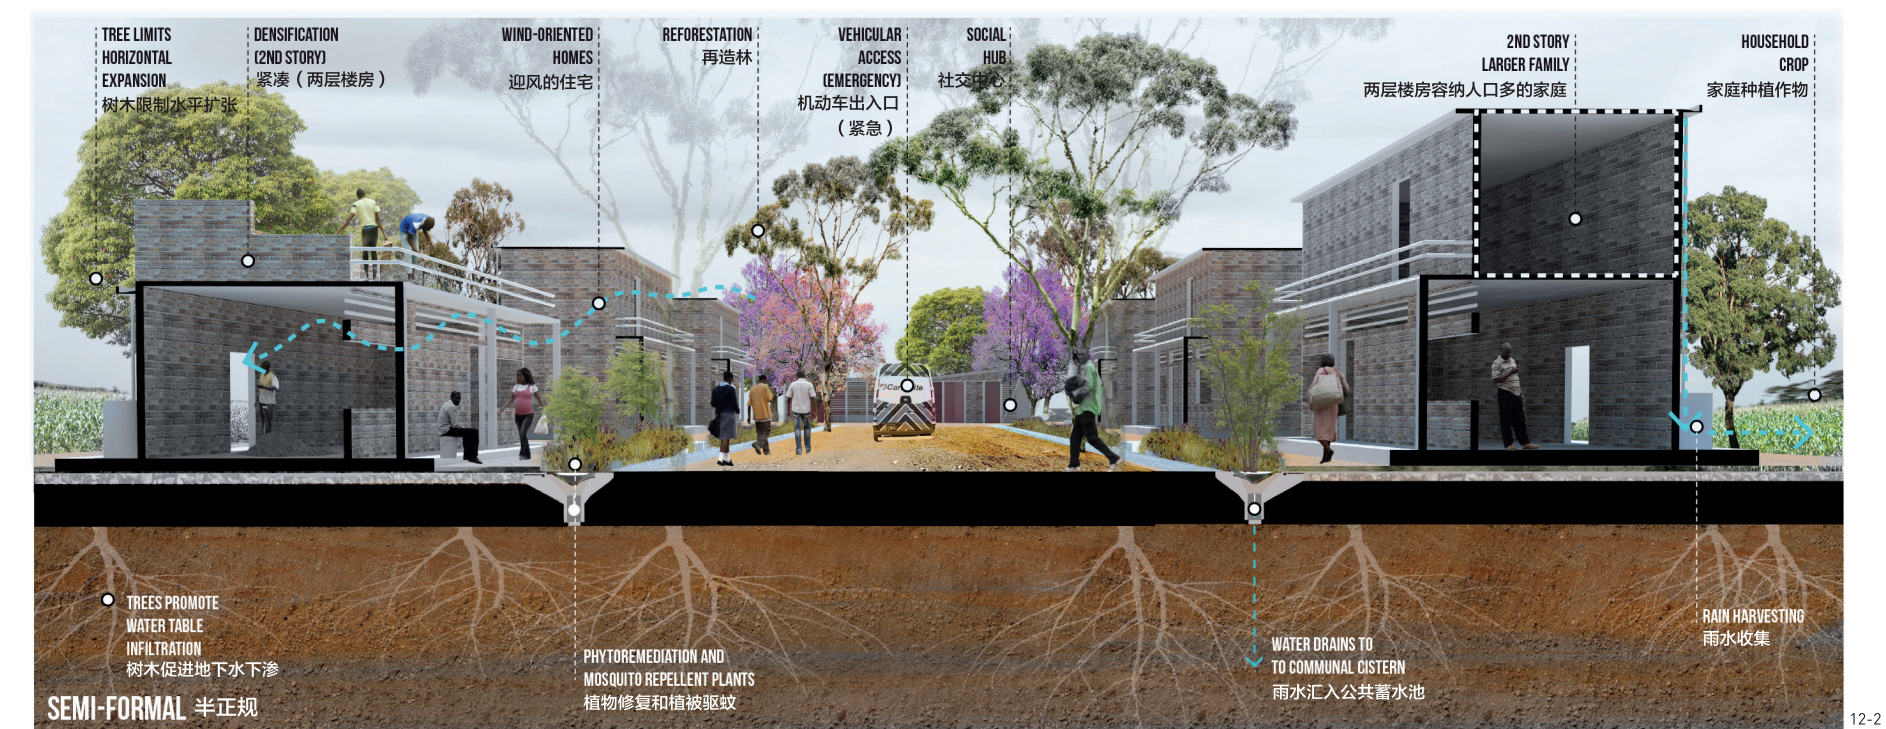 TREE LIMITS
HORIZONTAL
EXPANSION
树木限制水平扩张
DENSIFICATION
(2ND STORY)
紧凑（两层楼房）
WIND-ORIENTED
HOMES
迎风的住宅
REFORESTATION
再造林
VEHICULAR
ACCESS
(EMERGENCY)
机动车出入口
（紧急）
SOCIAL
HUB
社交中心
2ND STORY
LARGER FAMILY
两层楼房容纳人口多的家庭
HOUSEHOLD
CROP
家庭种植作物
TREES PROMOTE
WATER TABLE
INFILTRATION
树木促进地下水下渗
PHYTOREMEDIATION AND
MOSQUITO REPELLENT PLANTS
植物修复和植被驱蚊
WATER DRAINS TO
TO COMMUNAL CISTERN
雨水汇入公共蓄水池
RAIN HARVESTING
雨水收集
SEMI-FORMAL 半正规
12-2